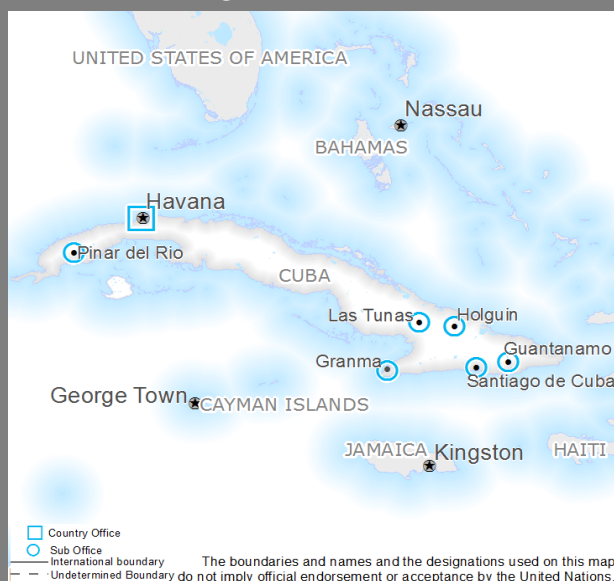 UNITED STATES OF AMERICA
Nassau
BAHAMAS
Havana
Pinar del Rio
CUBA
Las Tunas
Holguin
Guantanamo
Granma
Santiago de Cuba
George Town
CAYMAN ISLANDS
JAMAICA
Kingston
HAITI
Country Office
Sub Office
International boundary
Undetermined Boundary
The boundaries and names and the designations used on this map
do not imply official endorsement or acceptance by the United Nations.